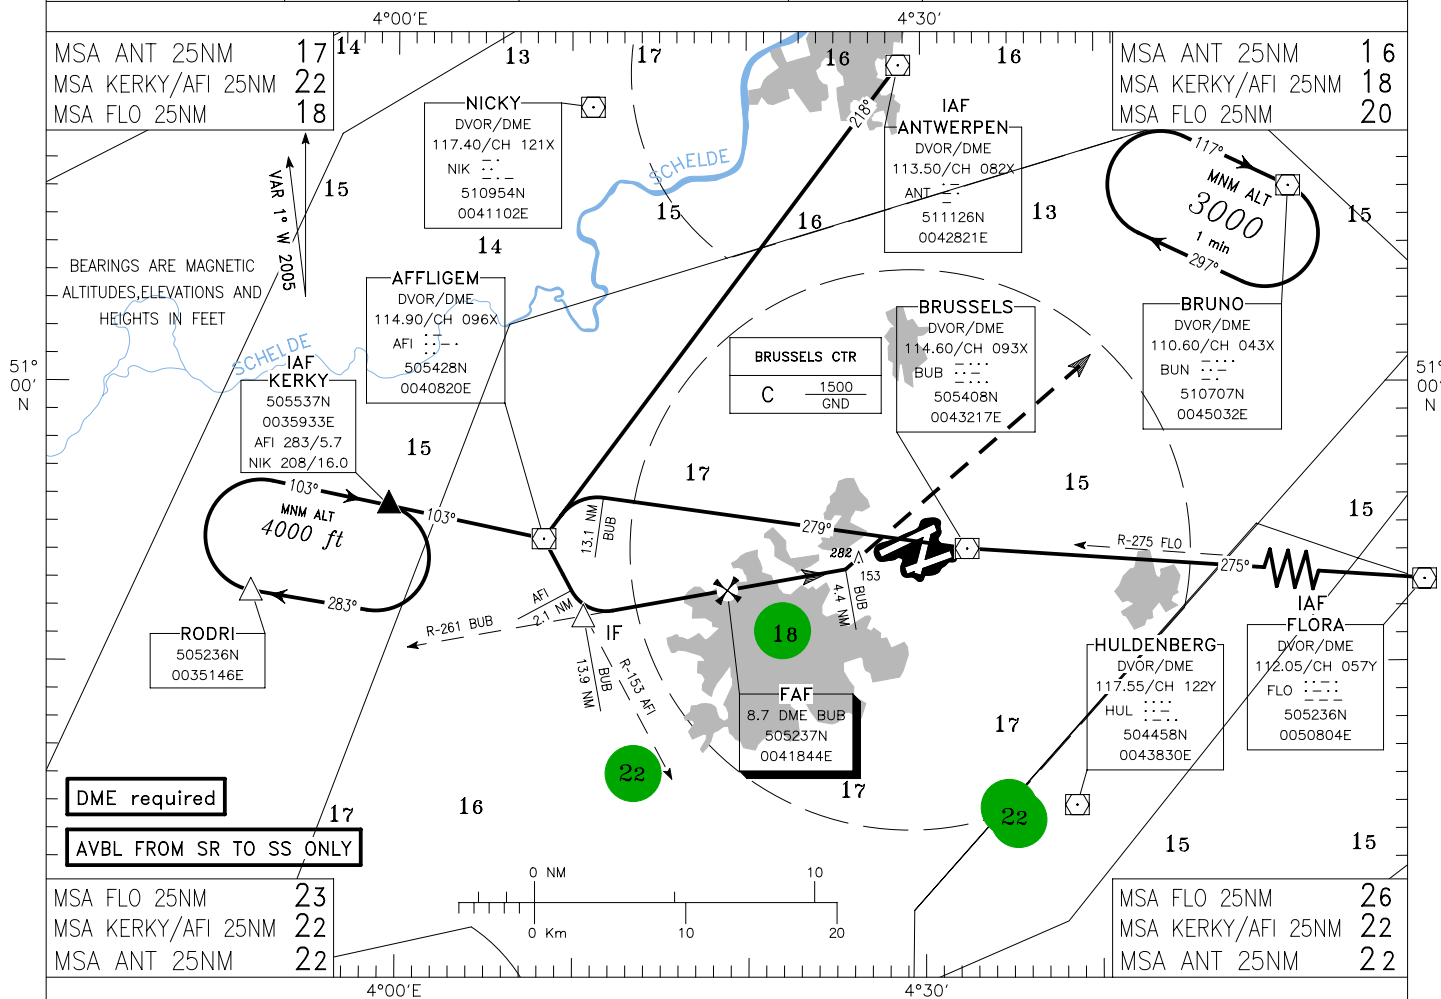 4°00'E
4°30'
MSA ANT 25NM 17
MSA KERKY/AFI 25NM 22
MSA FLO 25NM 18
14
13
17
16
16
MSA ANT 25NM 16
MSA KERKY/AFI 25NM 18
MSA FLO 25NM 20
NICKY
DVOR/DME
117.40/CH 121X
NIK
510954N
0041102E
IAF
ANTWERPEN
DVOR/DME
113.50/CH 082X
ANT
511126N
0042821E
218°
SCHELDE
117°
MNM ALT
3000
1 min
297°
VAR 1° W 2005
15
15
16
13
15
14
BEARINGS ARE MAGNETIC
ALTITUDES,ELEVATIONS AND
HEIGHTS IN FEET
SCHELDE
AFFLIGEM
DVOR/DME
114.90/CH 096X
AFI
505428N
0040820E
BRUSSELS
DVOR/DME
114.60/CH 093X
BUB
505408N
0043217E
BRUNO
DVOR/DME
110.60/CH 043X
BUN
510707N
0045032E
51°
00'
N
51°
00'
N
BRUSSELS CTR
C 1500
GND
IAF
KERKY
505537N
0035933E
AFI 283/5.7
NIK 208/16.0
15
17
15
15
103°
MNM ALT
4000 ft
103°
283°
13.1 NM
BUB
279°
282
153
R-275 FLO
275°
RODRI
505236N
0035146E
R-261 BUB
AFI
2.1 NM
IF
13.9 NM
BUB
R-153 AFI
4.4 NM
BUB
18
FAF
8.7 DME BUB
505237N
0041844E
HULDENBERG
DVOR/DME
117.55/CH 122Y
HUL
504458N
0043830E
IAF
FLORA
DVOR/DME
112.05/CH 057Y
FLO
505236N
0050804E
17
22
17
22
DME required
17
16
15
15
AVBL FROM SR TO SS ONLY
0 NM 10
0 Km 10 20
MSA FLO 25NM 23
MSA KERKY/AFI 25NM 22
MSA ANT 25NM 22
MSA FLO 25NM 26
MSA KERKY/AFI 25NM 22
MSA ANT 25NM 22
4°00'E
4°30'